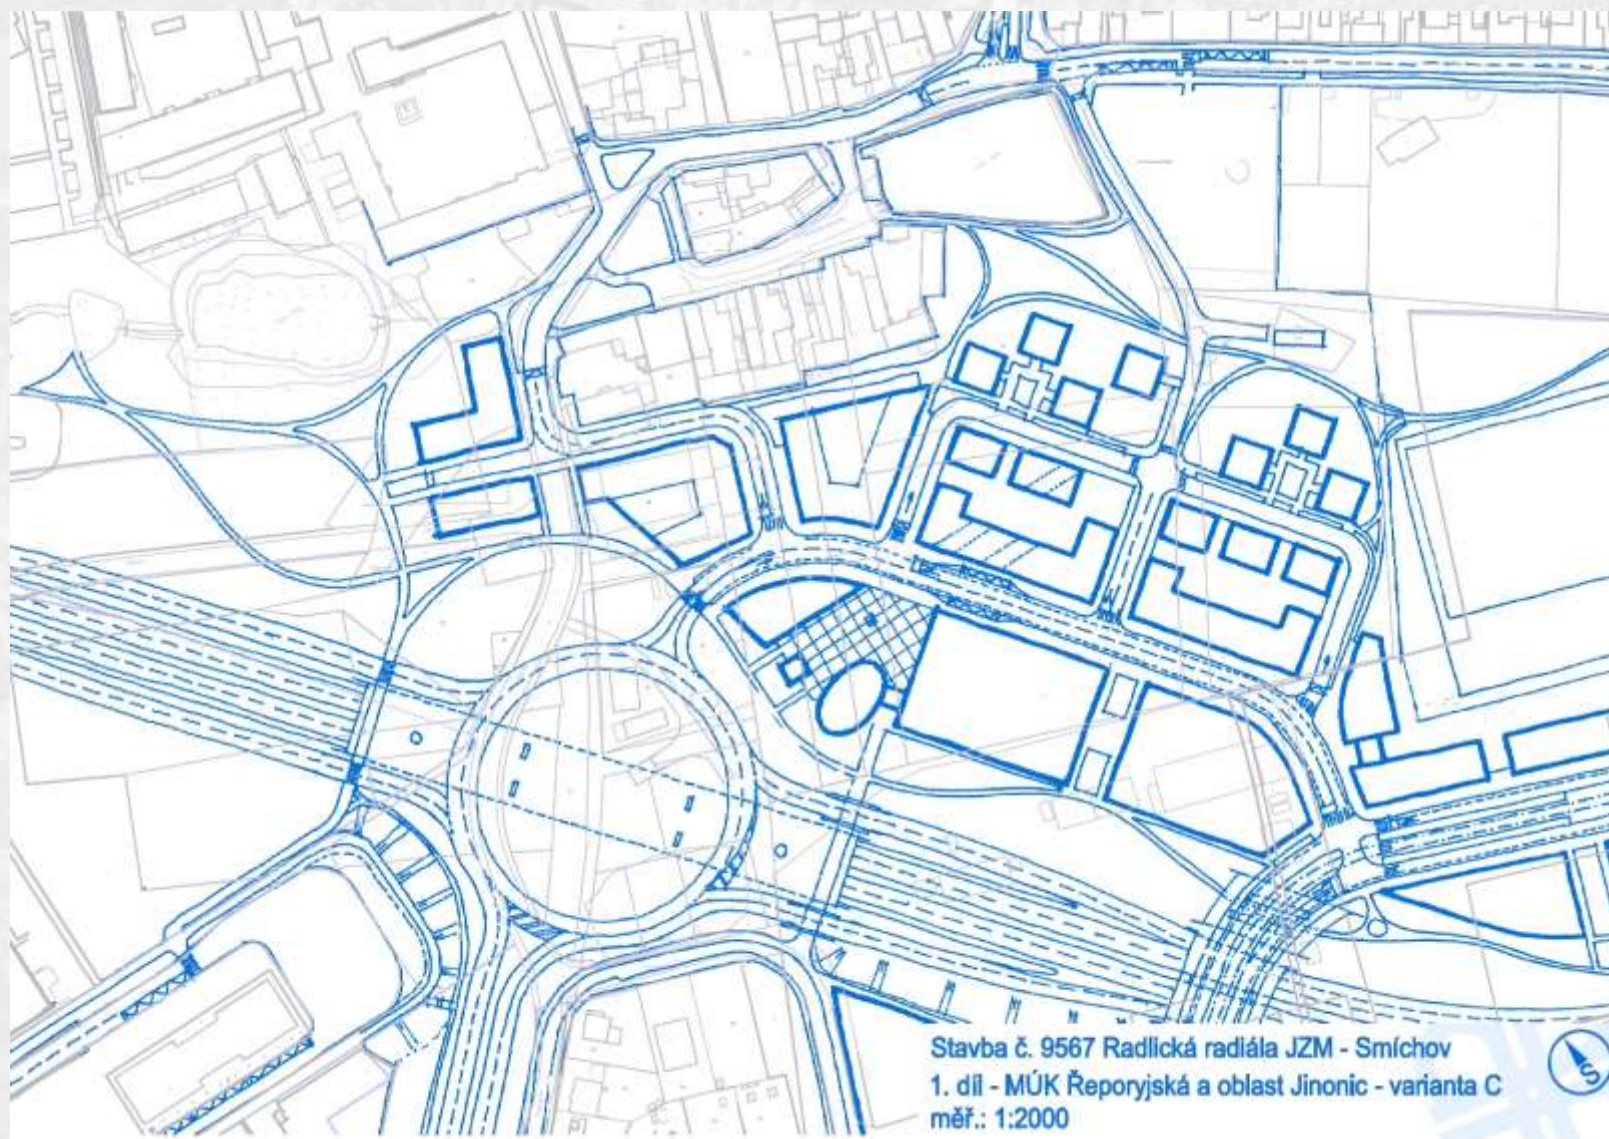 Stavba č. 9567 Radlická radiála JZM - Smíchov
1. díl - MÚK Řeporyjská a oblast Jinonic - varianta C
měř.: 1:2000
S